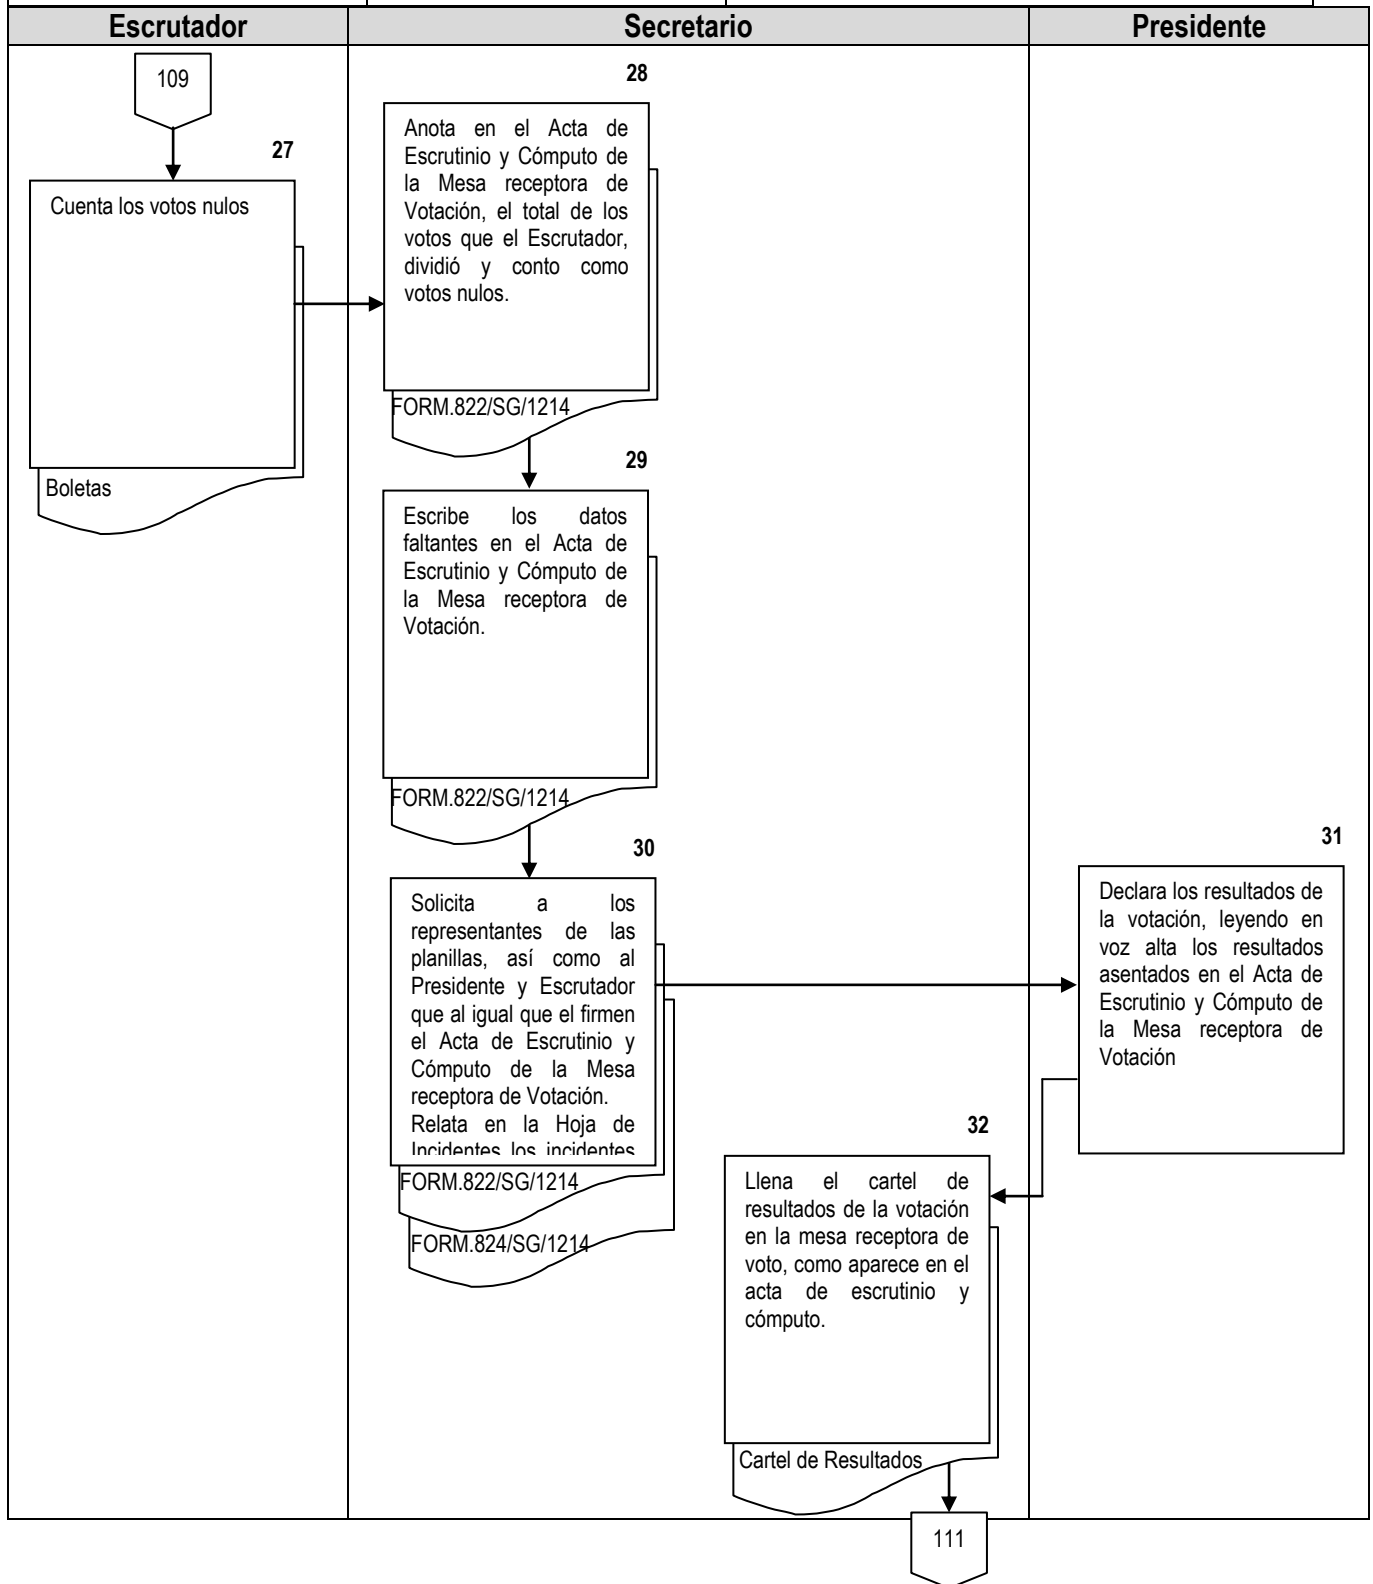 Escrutador
Secretario
Presidente
109
27
Cuenta los votos nulos
Boletas
28
Anota en el Acta de
Escrutinio y Cómputo de
la Mesa receptora de
Votación, el total de los
votos que el Escrutador,
dividió y conto como
votos nulos.
FORM.822/SG/1214
29
Escribe los datos
faltantes en el Acta de
Escrutinio y Cómputo de
la Mesa receptora de
Votación.
FORM.822/SG/1214
30
Solicita a los
representantes de las
planillas, así como al
Presidente y Escrutador
que al igual que el firmen
el Acta de Escrutinio y
Cómputo de la Mesa
receptora de Votación.
Relata en la Hoja de
Incidentes los incidentes
FORM.822/SG/1214
FORM.824/SG/1214
31
Declara los resultados de
la votación, leyendo en
voz alta los resultados
asentados en el Acta de
Escrutinio y Cómputo de
la Mesa receptora de
Votación
32
Llena el cartel de
resultados de la votación
en la mesa receptora de
voto, como aparece en el
acta de escrutinio y
cómputo.
Cartel de Resultados
111